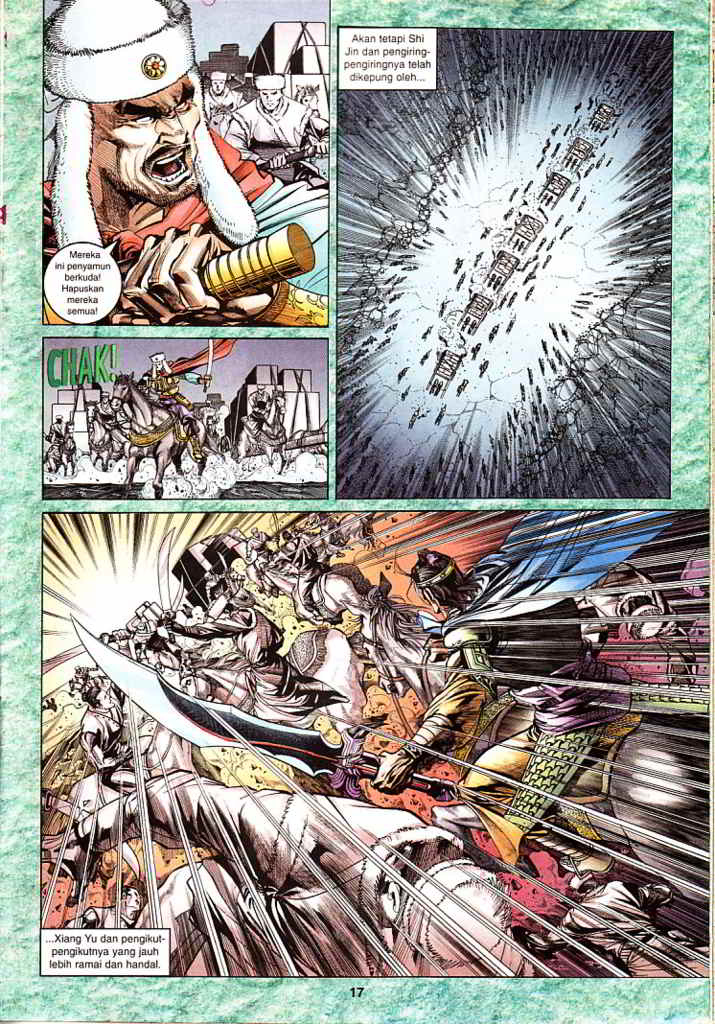 Mereka
ini penyamun
berkuda!
Hapuskan
mereka
semua!
Akan tetapi Shi
Jin dan pengiring-
pengiringnya telah
dikepung oleh...
CHAK!
...Xiang Yu dan pengikut-
pengikutnya yang jauh
lebih ramai dan handal.
17